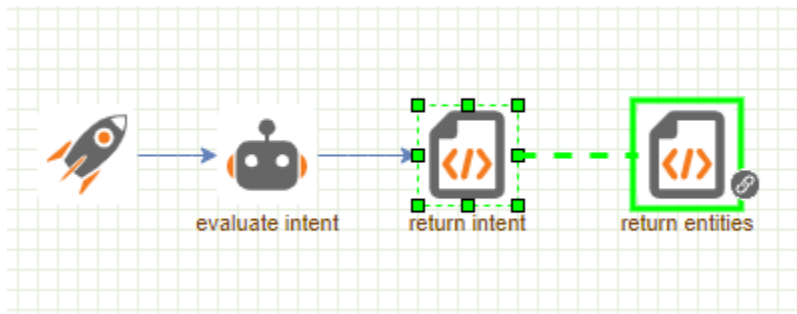 evaluate intent
return intent
return entities